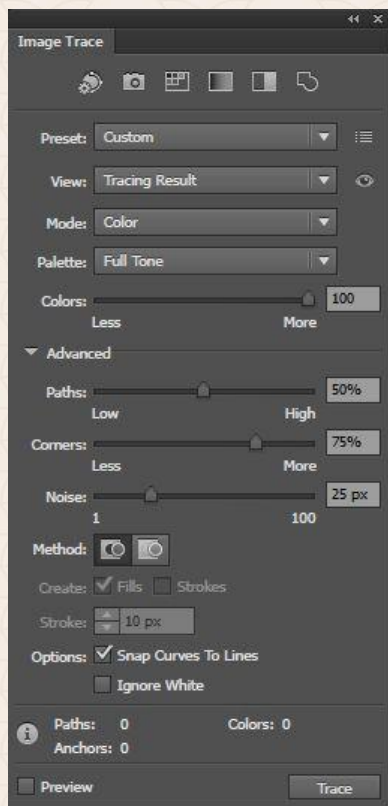 Image Trace
Preset: Custom
View: Tracing Result
Mode: Color
Palette: Full Tone
Colors: 100
Less More
Advanced
Paths: 50%
Low High
Corners: 75%
Less More
Noise: 25 px
1 100
Method:
Create: Fills Strokes
Stroke: 10 px
Options: Snap Curves To Lines
Ignore White
Paths: 0 Colors: 0
Anchors: 0
Preview Trace